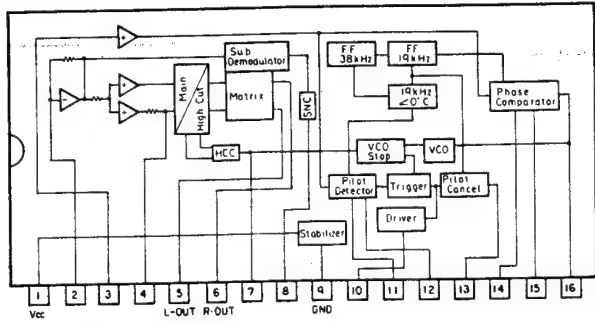 Sub
Demodulator
FF
38kHz
FF
19kHz
Main
High Cut
Matrix
SNC
19kHz
∠0°C
Phase
Comparator
HCC
VCO
Stop
VCO
Pilot
Detector
Trigger
Pilot
Cancel
Driver
Stabilizer
1 2 3 4 5 6 7 8 9 10 11 12 13 14 15 16
Vcc L-OUT R-OUT GND